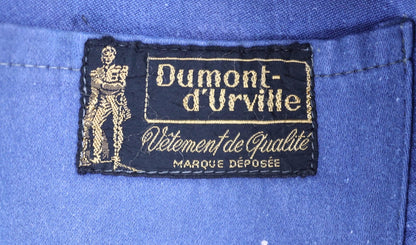 Dumont-
d'Urville
Vêtement de Qualité
MARQUE DÉPOSÉE